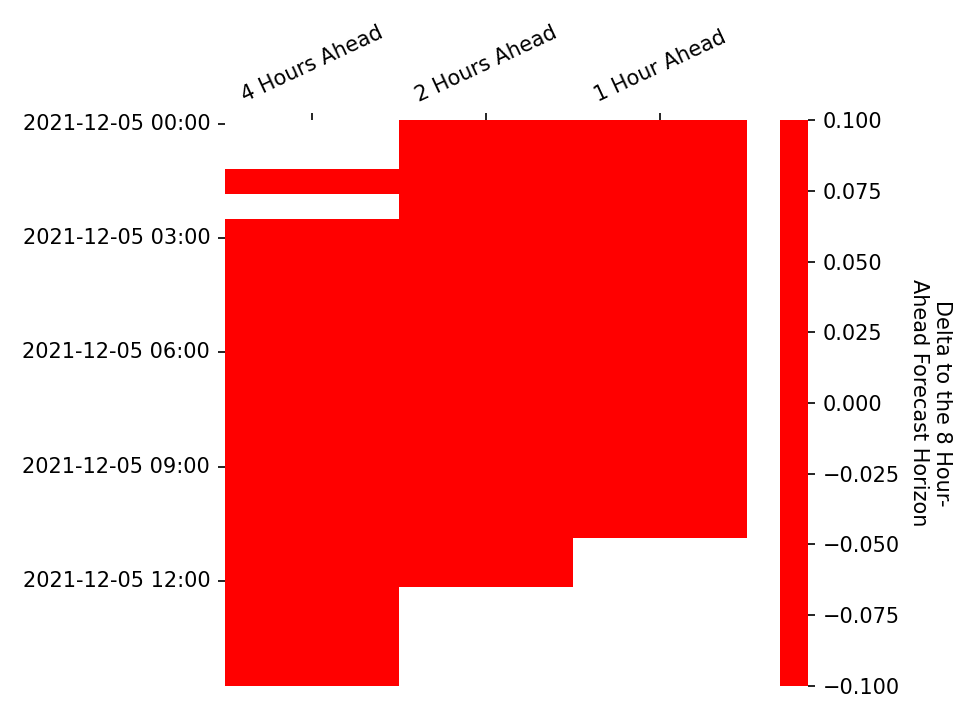 4 Hours Ahead
2 Hours Ahead
1 Hour Ahead
2021-12-05 00:00
2021-12-05 03:00
2021-12-05 06:00
2021-12-05 09:00
2021-12-05 12:00
0.100
0.075
0.050
0.025
0.000
−0.025
−0.050
−0.075
−0.100
Delta to the 8 Hour-
Ahead Forecast Horizon